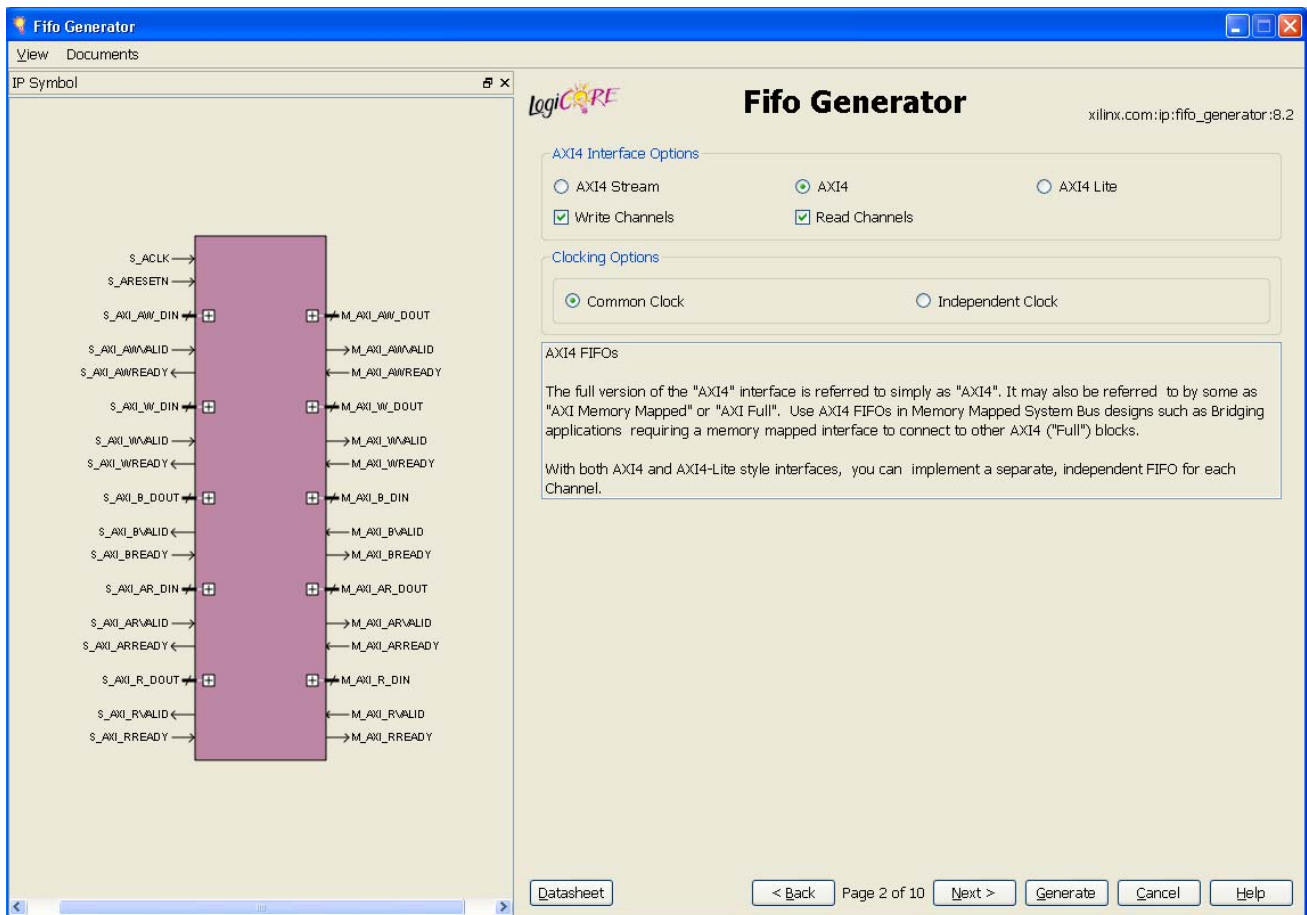 Fifo Generator
View Documents
IP Symbol
S_ACLK
S_ARESETN
S_AXI_AW_DIN M_AXI_AW_DOUT
S_AXI_AWVALID M_AXI_AWVALID
S_AXI_AWREADY M_AXI_AWREADY
S_AXI_W_DIN M_AXI_W_DOUT
S_AXI_WVALID M_AXI_WVALID
S_AXI_WREADY M_AXI_WREADY
S_AXI_B_DOUT M_AXI_B_DIN
S_AXI_BVALID M_AXI_BVALID
S_AXI_BREADY M_AXI_BREADY
S_AXI_AR_DIN M_AXI_AR_DOUT
S_AXI_ARVALID M_AXI_ARVALID
S_AXI_ARREADY M_AXI_ARREADY
S_AXI_R_DOUT M_AXI_R_DIN
S_AXI_RVALID M_AXI_RVALID
S_AXI_RREADY M_AXI_RREADY
LogiCORE
Fifo Generator
xilinx.com:ip:fifo_generator:8.2
AXI4 Interface Options
AXI4 Stream AXI4 AXI4 Lite
Write Channels Read Channels
Clocking Options
Common Clock Independent Clock
AXI4 FIFOs
The full version of the "AXI4" interface is referred to simply as "AXI4". It may also be referred to by some as
"AXI Memory Mapped" or "AXI Full". Use AXI4 FIFOs in Memory Mapped System Bus designs such as Bridging
applications requiring a memory mapped interface to connect to other AXI4 ("Full") blocks.
With both AXI4 and AXI4-Lite style interfaces, you can implement a separate, independent FIFO for each
Channel.
Datasheet < Back Page 2 of 10 Next > Generate Cancel Help